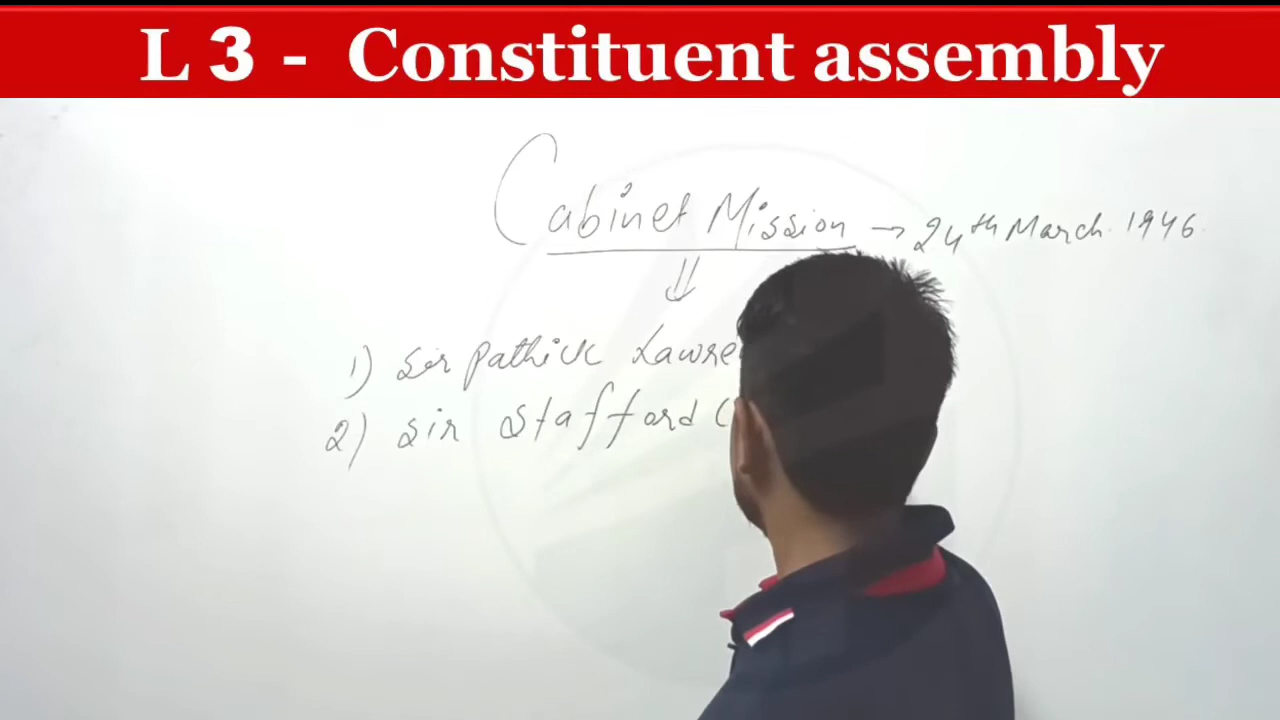 L 3 - Constituent assembly
Cabinet Mission → 24th March 1946
⇓
1) Sir Pathick Lawre
2) Sir Stafford C